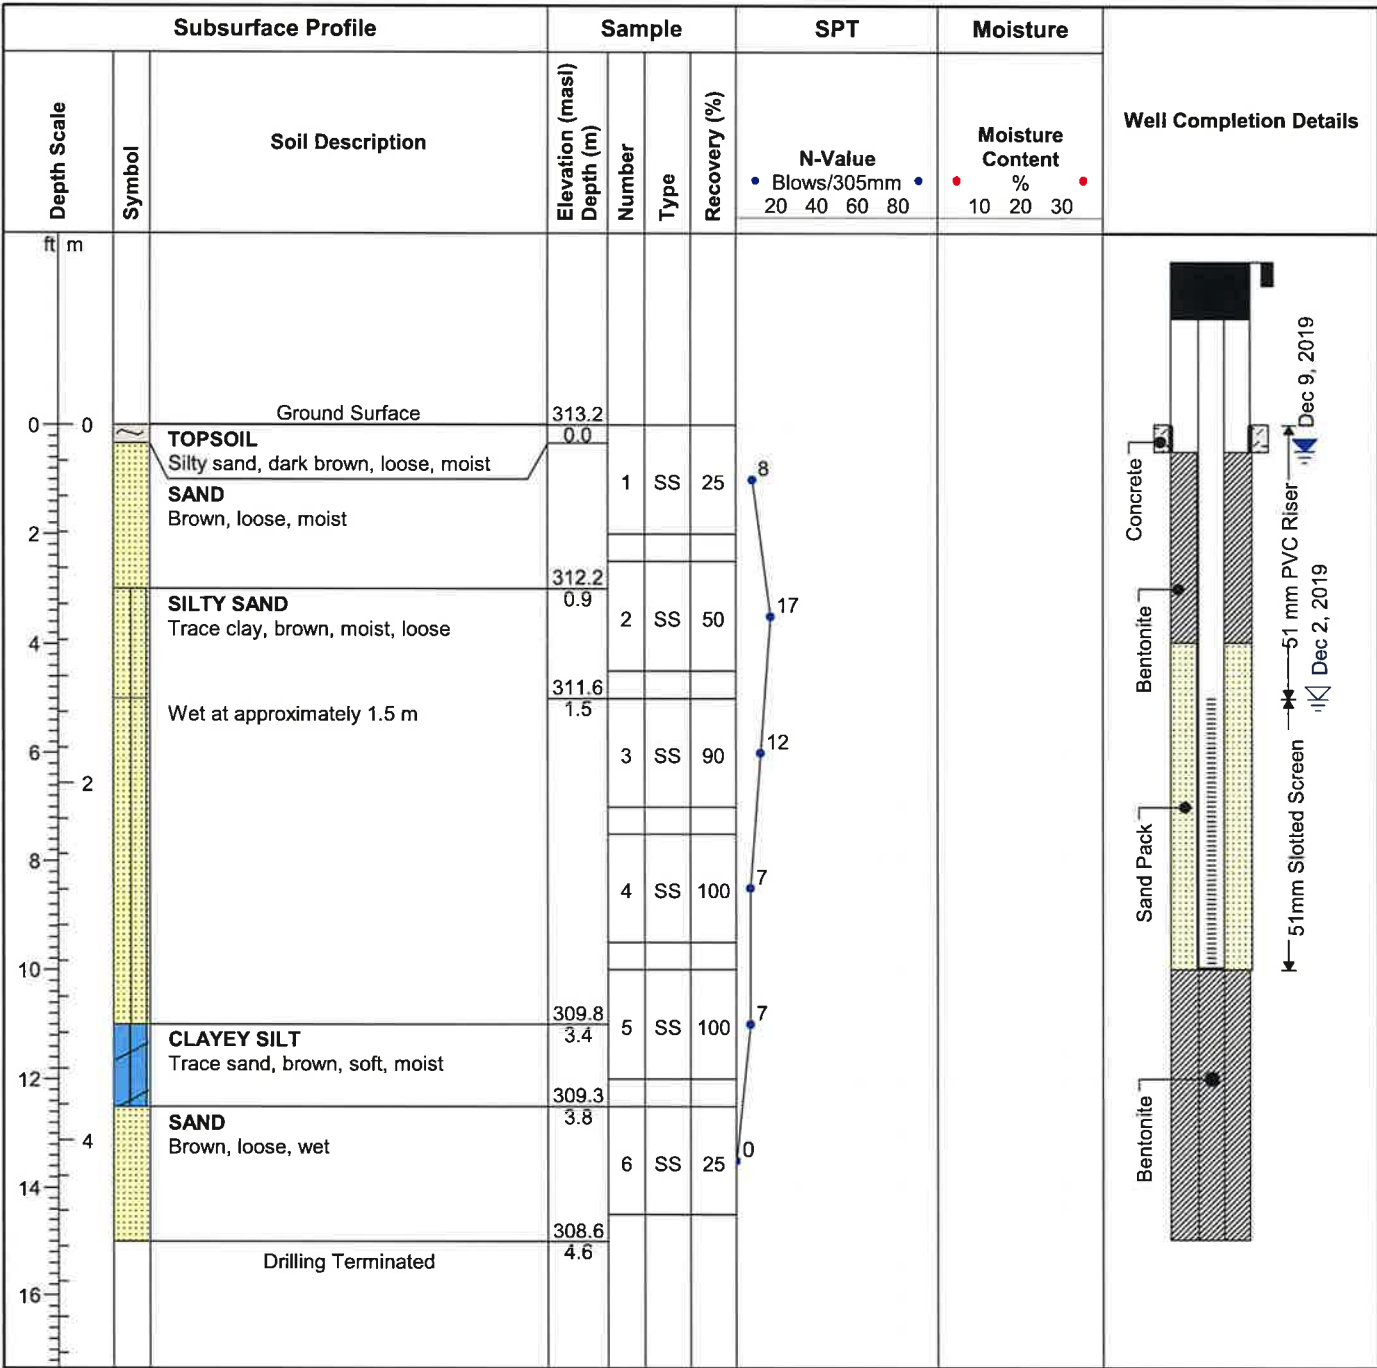 Subsurface Profile
Sample
SPT
Moisture
Depth Scale
Symbol
Soil Description
Elevation (masl)
Depth (m)
Number
Type
Recovery (%)
N-Value
Blows/305mm
20 40 60 80
Moisture
Content
%
10 20 30
Well Completion Details
ft m
Ground Surface
313.2
0 0
0.0
TOPSOIL
Silty sand, dark brown, loose, moist
SAND
Brown, loose, moist
1 SS 25
8
2
312.2
0.9
SILTY SAND
Trace clay, brown, moist, loose
2 SS 50
17
4
311.6
1.5
Wet at approximately 1.5 m
3 SS 90
12
6
2
8
4 SS 100
7
10
309.8
3.4
CLAYEY SILT
Trace sand, brown, soft, moist
5 SS 100
7
12
309.3
3.8
SAND
Brown, loose, wet
4
6 SS 25
0
14
308.6
4.6
Drilling Terminated
16
Concrete
Bentonite
Sand Pack
Bentonite
51 mm PVC Riser
51mm Slotted Screen
Dec 9, 2019
Dec 2, 2019